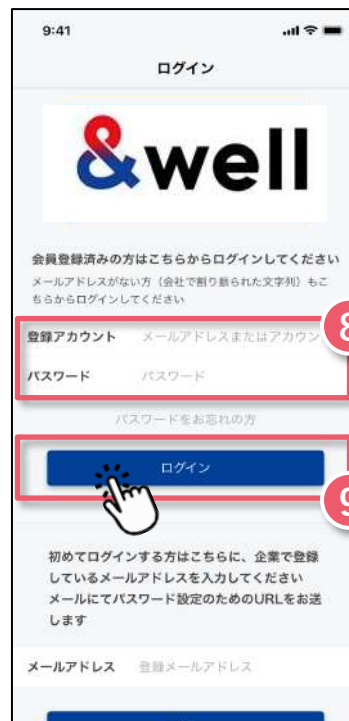 9:41
ログイン
&well
会員登録済みの方はこちらからログインしてください
メールアドレスがない方（会社で割り振られた文字列）もこ
ちらからログインしてください
登録アカウント メールアドレスまたはアカウン
8
パスワード パスワード
パスワードをお忘れの方
ログイン
9
初めてログインする方はこちらに、企業で登録
しているメールアドレスを入力してください
メールにてパスワード設定のためのURLをお送
します
メールアドレス 登録メールアドレス